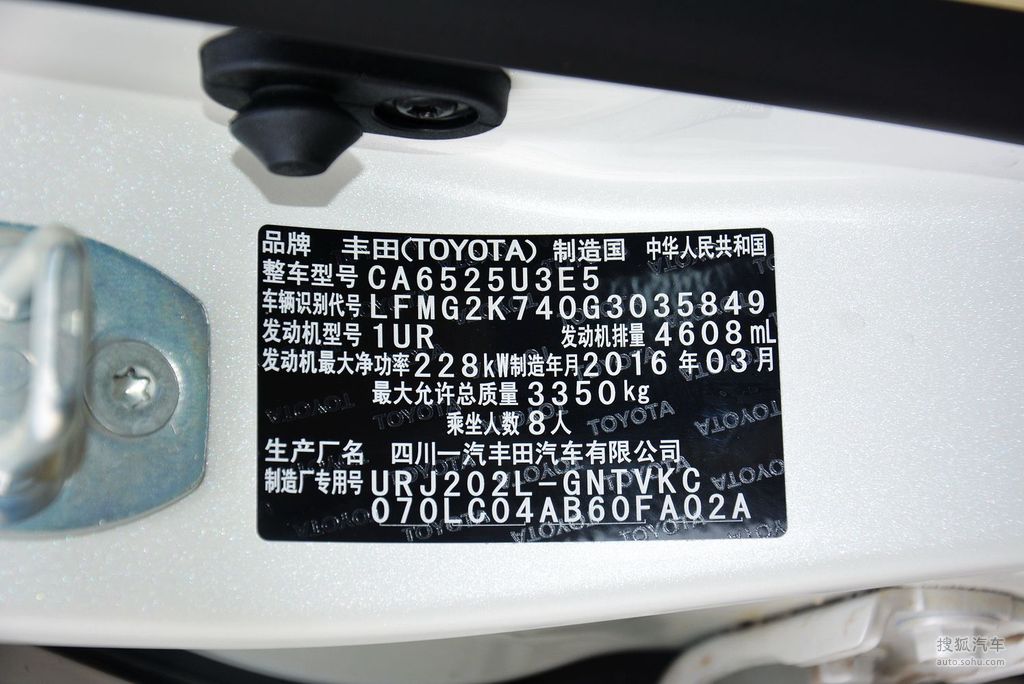 品牌 丰田(TOYOTA) 制造国 中华人民共和国
整车型号 CA6525U3E5
车辆识别代号 LFMG2K740G3035849
发动机型号 1UR 发动机排量 4608mL
发动机最大净功率 228kW 制造年月 2016年03月
最大允许总质量 3350kg
乘坐人数 8人
生产厂名 四川一汽丰田汽车有限公司
制造厂专用号 URJ202L-GNTVKC
070LC04AB60FA02A
搜狐汽车
auto.sohu.com